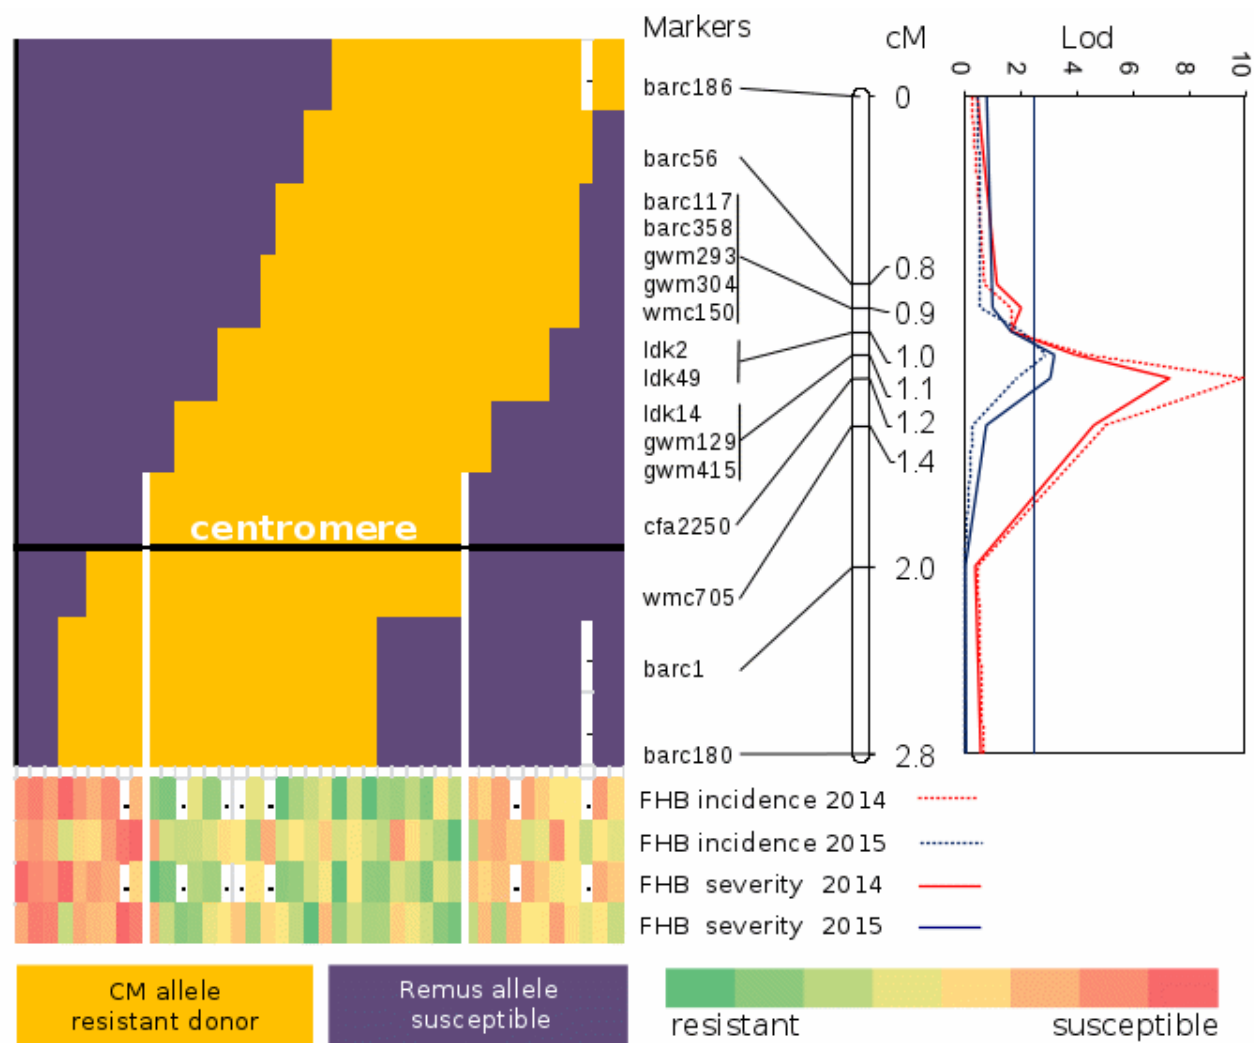 Markers
cM
Lod
0 2 4 6 8 10
barc186
0
barc56
barc117
barc358
gwm293
gwm304
wmc150
0.8
0.9
ldk2
ldk49
1.0
1.1
ldk14
gwm129
gwm415
1.2
1.4
centromere
cfa2250
2.0
wmc705
barc1
barc180
2.8
FHB incidence 2014
FHB incidence 2015
FHB severity 2014
FHB severity 2015
CM allele
resistant donor
Remus allele
susceptible
resistant
susceptible